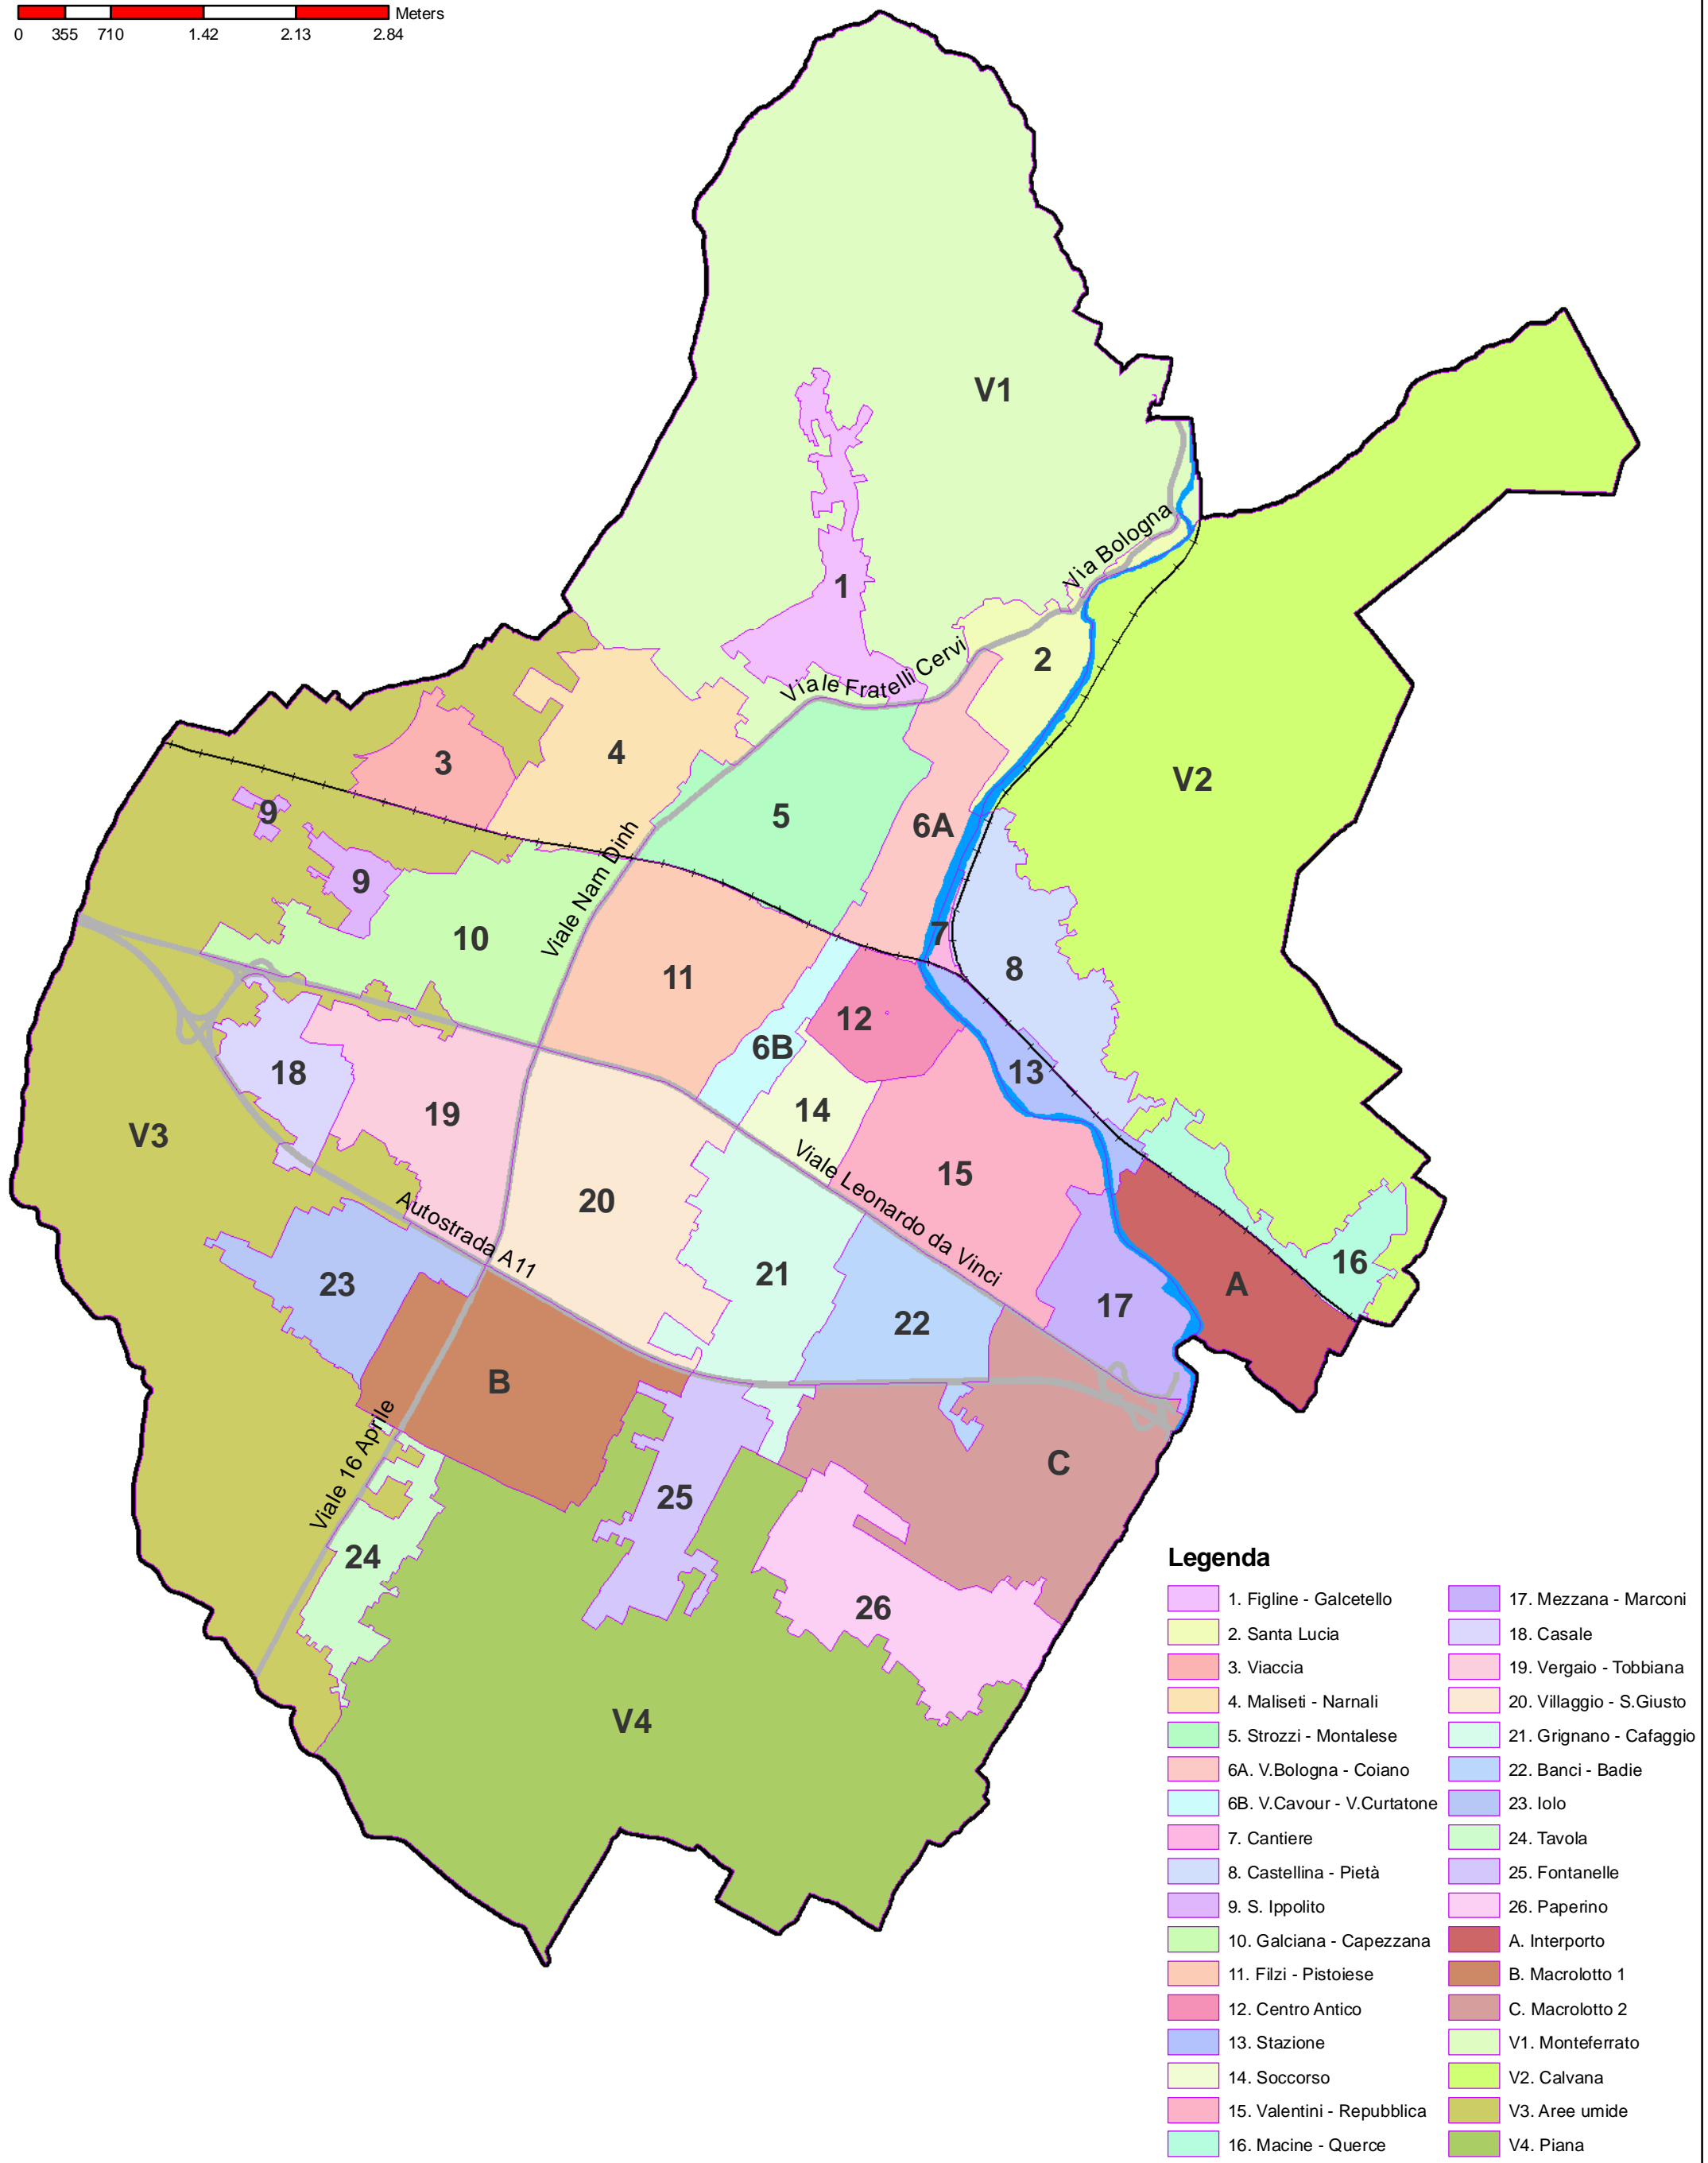 Meters
0 355 710 1.42 2.13 2.84
V1
1
Via Bologna
2
Viale Fratelli Cervi
3
4
V2
5
9
6A
Viale Nam Dinh
9
7
10
8
11
12
6B
18
13
14
19
V3
Viale Leonardo da Vinci
15
20
Autostrada A11
21
16
23
A
17
22
B
Viale 16 Aprile
C
25
24
26
V4
Legenda
1. Figline - Galcetello
2. Santa Lucia
3. Viaccia
4. Maliseti - Narnali
5. Strozzi - Montalese
6A. V.Bologna - Coiano
6B. V.Cavour - V.Curtatone
7. Cantiere
8. Castellina - Pietà
9. S. Ippolito
10. Galciana - Capezzana
11. Filzi - Pistoiese
12. Centro Antico
13. Stazione
14. Soccorso
15. Valentini - Repubblica
16. Macine - Querce
17. Mezzana - Marconi
18. Casale
19. Vergaio - Tobbiana
20. Villaggio - S.Giusto
21. Grignano - Cafaggio
22. Banci - Badie
23. Iolo
24. Tavola
25. Fontanelle
26. Paperino
A. Interporto
B. Macrolotto 1
C. Macrolotto 2
V1. Monteferrato
V2. Calvana
V3. Aree umide
V4. Piana